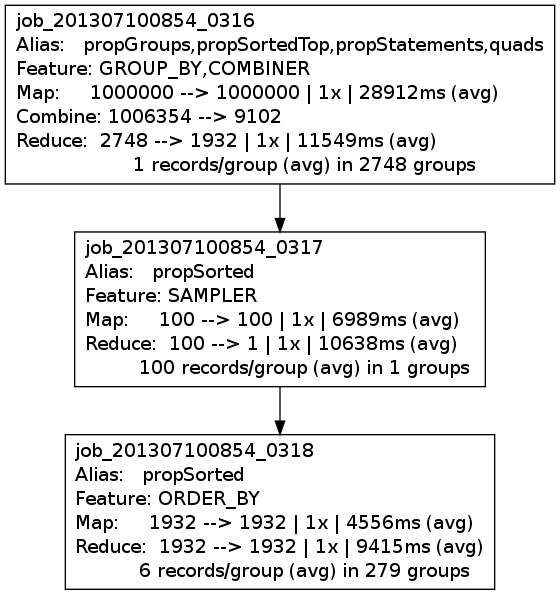 job_201307100854_0316
Alias: propGroups,propSortedTop,propStatements,quads
Feature: GROUP_BY,COMBINER
Map: 1000000 --> 1000000 | 1x | 28912ms (avg)
Combine: 1006354 --> 9102
Reduce: 2748 --> 1932 | 1x | 11549ms (avg)
1 records/group (avg) in 2748 groups
job_201307100854_0317
Alias: propSorted
Feature: SAMPLER
Map: 100 --> 100 | 1x | 6989ms (avg)
Reduce: 100 --> 1 | 1x | 10638ms (avg)
100 records/group (avg) in 1 groups
job_201307100854_0318
Alias: propSorted
Feature: ORDER_BY
Map: 1932 --> 1932 | 1x | 4556ms (avg)
Reduce: 1932 --> 1932 | 1x | 9415ms (avg)
6 records/group (avg) in 279 groups